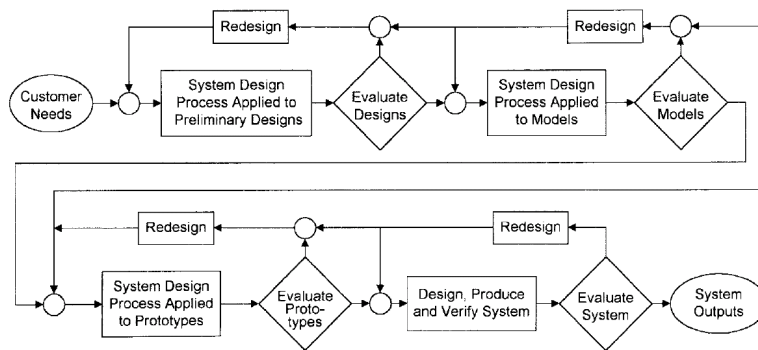 Redesign
Redesign
Customer
Needs
System Design
Process Applied to
Preliminary Designs
Evaluate
Designs
System Design
Process Applied
to Models
Evaluate
Models
Redesign
Redesign
System Design
Process Applied
to Prototypes
Evaluate
Proto-
types
Design, Produce
and Verify System
Evaluate
System
System
Outputs